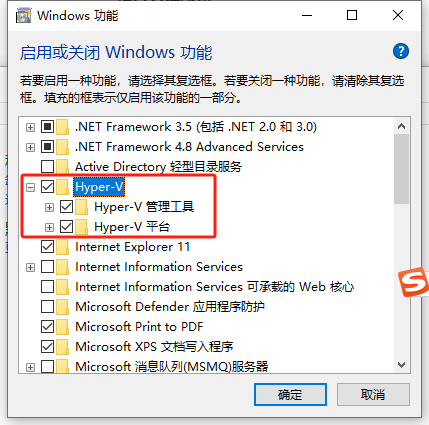 Windows 功能
启用或关闭 Windows 功能
?
若要启用一种功能，请选择其复选框。若要关闭一种功能，请清除其复选
框。填充的框表示仅启用该功能的一部分。
.NET Framework 3.5 (包括 .NET 2.0 和 3.0)
.NET Framework 4.8 Advanced Services
Active Directory 轻型目录服务
Hyper-V
Hyper-V 管理工具
Hyper-V 平台
Internet Explorer 11
Internet Information Services
Internet Information Services 可承载的 Web 核心
Microsoft Defender 应用程序防护
Microsoft Print to PDF
Microsoft XPS 文档写入程序
Microsoft 消息队列(MSMQ)服务器
确定
取消
S